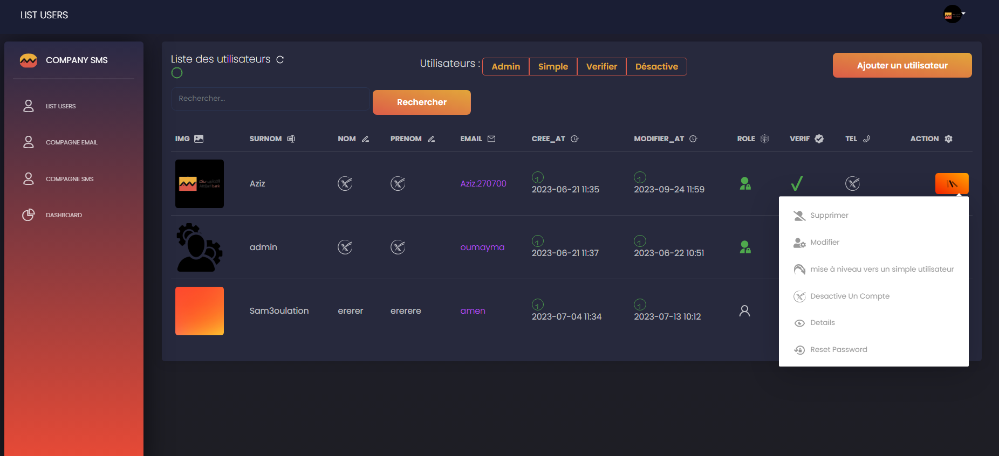 LIST USERS
COMPANY SMS
LIST USERS
COMPAGNE EMAIL
COMPAGNE SMS
DASHBOARD
Liste des utilisateurs
Utilisateurs : Admin Simple Verifier Désactive
Ajouter un utilisateur
Rechercher...
Rechercher
IMG SURNOM NOM PRENOM EMAIL CREE_AT MODIFIER_AT ROLE VERIF TEL ACTION
التجاري بنك
Attijari bank
Aziz Aziz.270700 2023-06-21 11:35 2023-09-24 11:59
admin oumayma 2023-06-21 11:37 2023-06-22 10:51
Sam3oulation ererer ererere amen 2023-07-04 11:34 2023-07-13 10:12
Supprimer
Modifier
mise à niveau vers un simple utilisateur
Desactive Un Compte
Details
Reset Password